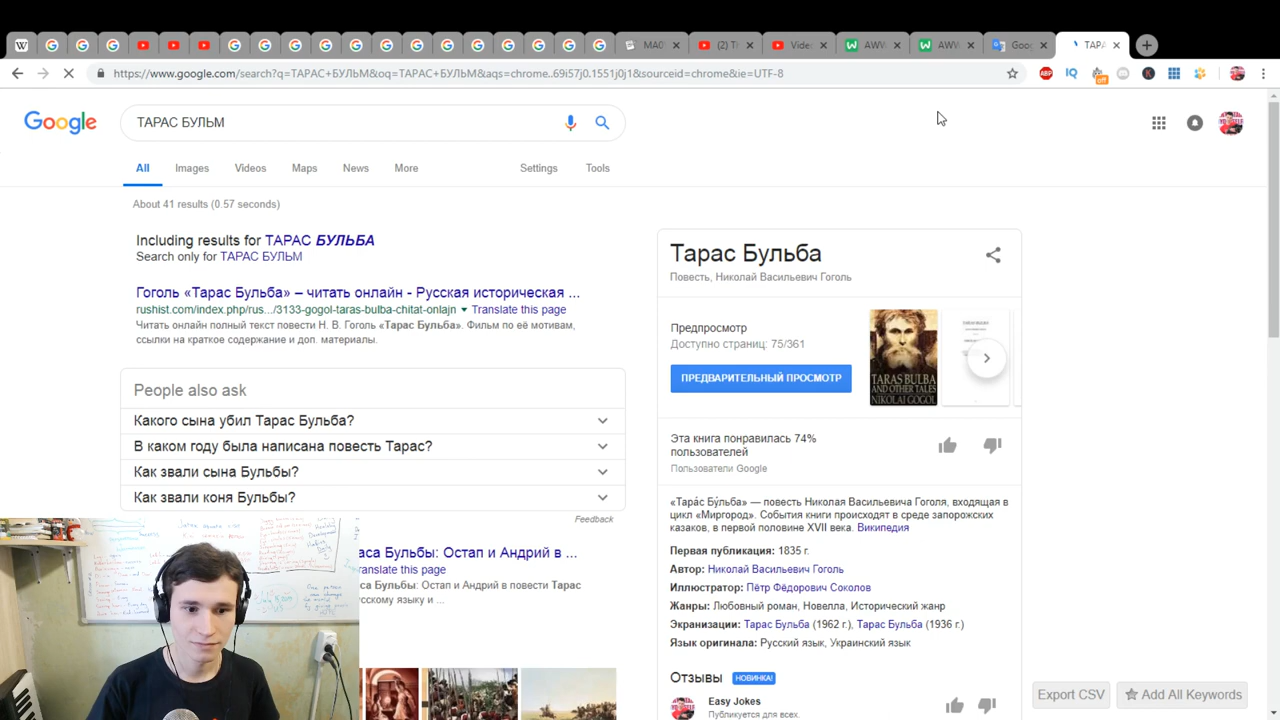 MA0
(2) T
Vide
AWW
AWW
Goog
TAPA
https://www.google.com/search?q=ТАРАС+БУЛЬМ&oq=ТАРАС+БУЛЬМ&aqs=chrome..69i57j0.1551j0j1&sourceid=chrome&ie=UTF-8
Google
ТАРАС БУЛЬМ
All Images Videos Maps News More Settings Tools
About 41 results (0.57 seconds)
Including results for ТАРАС БУЛЬБА
Search only for ТАРАС БУЛЬМ
Гоголь «Тарас Бульба» – читать онлайн - Русская историческая ...
rushist.com/index.php/rus.../3133-gogol-taras-bulba-chitat-onlajn ▾ Translate this page
Читать онлайн полный текст повести Н. В. Гоголь «Тарас Бульба». Фильм по её мотивам,
ссылки на краткое содержание и доп. материалы.
People also ask
Какого сына убил Тарас Бульба?
В каком году была написана повесть Тарас?
Как звали сына Бульбы?
Как звали коня Бульбы?
Feedback
аса Бульбы: Остап и Андрий в ...
ranslate this page
аса Бульбы: Остап и Андрий в повести Тарас
усскому языку и ...
Тарас Бульба
Повесть, Николай Васильевич Гоголь
Предпросмотр
Доступно страниц: 75/361
ПРЕДВАРИТЕЛЬНЫЙ ПРОСМОТР
TARAS BULBA
AND OTHER TALES
NIKOLAI GOGOL
Эта книга понравилась 74%
пользователей
Пользователи Google
«Тара́с Бу́льба» — повесть Николая Васильевича Гоголя, входящая в
цикл «Миргород». События книги происходят в среде запорожских
казаков, в первой половине XVII века. Википедия
Первая публикация: 1835 г.
Автор: Николай Васильевич Гоголь
Иллюстратор: Пётр Фёдорович Соколов
Жанры: Любовный роман, Новелла, Исторический жанр
Экранизации: Тарас Бульба (1962 г.), Тарас Бульба (1936 г.)
Язык оригинала: Русский язык, Украинский язык
Отзывы НОВИНКА!
Easy Jokes
Публикуется для всех.
Export CSV
Add All Keywords